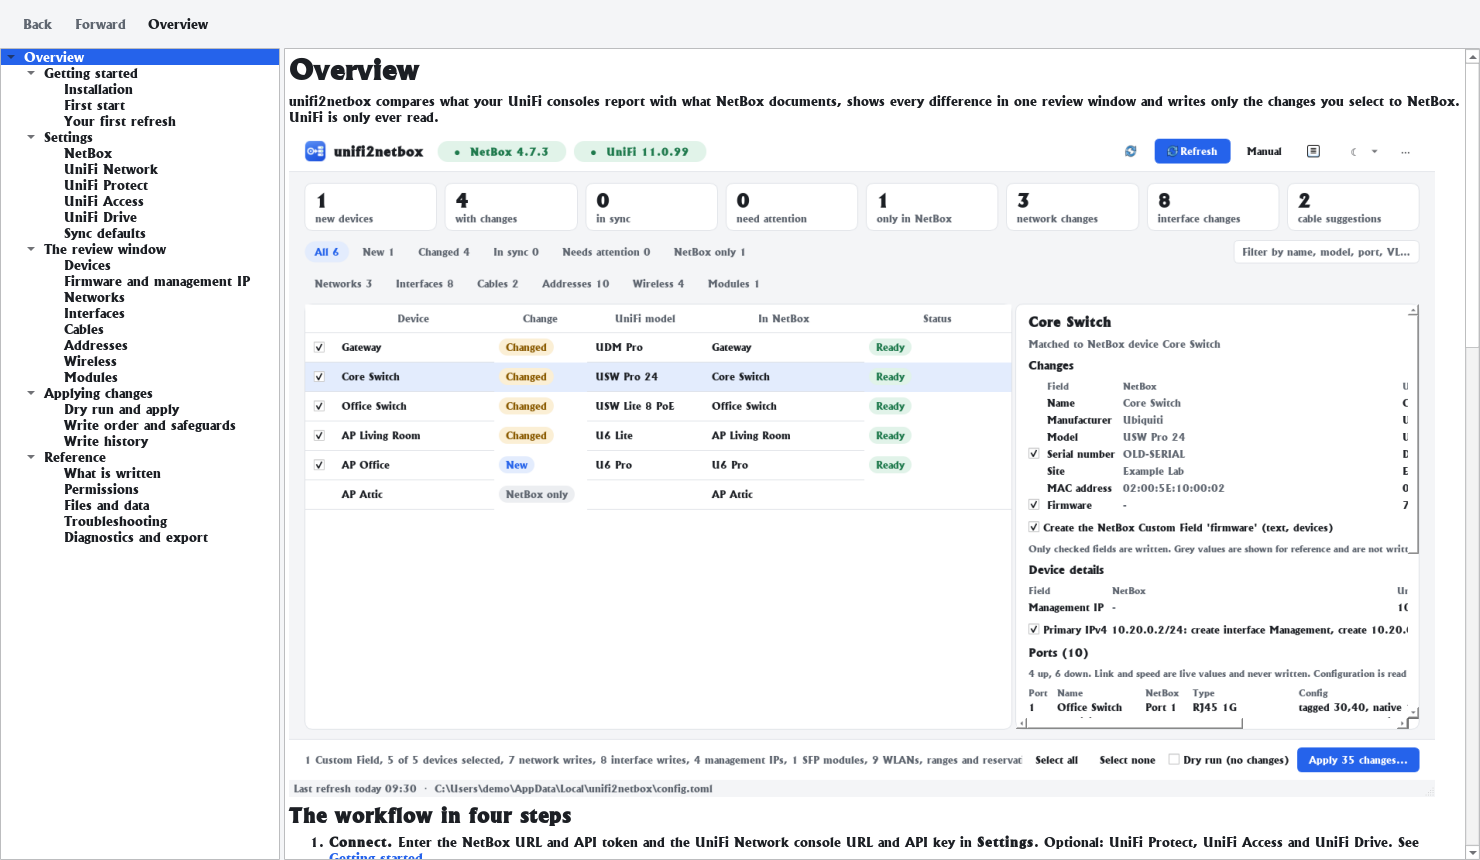 Back Forward Overview
Overview
Getting started
Installation
First start
Your first refresh
Settings
NetBox
UniFi Network
UniFi Protect
UniFi Access
UniFi Drive
Sync defaults
The review window
Devices
Firmware and management IP
Networks
Interfaces
Cables
Addresses
Wireless
Modules
Applying changes
Dry run and apply
Write order and safeguards
Write history
Reference
What is written
Permissions
Files and data
Troubleshooting
Diagnostics and export
Overview
unifi2netbox compares what your UniFi consoles report with what NetBox documents, shows every difference in one review window and writes only the changes you select to NetBox.
UniFi is only ever read.
unifi2netbox • NetBox 4.7.3 • UniFi 11.0.99 Refresh Manual ...
1 4 0 0 1 3 8 2
new devices with changes in sync need attention only in NetBox network changes interface changes cable suggestions
All 6 New 1 Changed 4 In sync 0 Needs attention 0 NetBox only 1 Filter by name, model, port, VL...
Networks 3 Interfaces 8 Cables 2 Addresses 10 Wireless 4 Modules 1
Device Change UniFi model In NetBox Status
Gateway Changed UDM Pro Gateway Ready
Core Switch Changed USW Pro 24 Core Switch Ready
Office Switch Changed USW Lite 8 PoE Office Switch Ready
AP Living Room Changed U6 Lite AP Living Room Ready
AP Office New U6 Pro U6 Pro Ready
AP Attic NetBox only AP Attic
Core Switch
Matched to NetBox device Core Switch
Changes
Field NetBox U
Name Core Switch C
Manufacturer Ubiquiti U
Model USW Pro 24 U
Serial number OLD-SERIAL D
Site Example Lab E
MAC address 02:00:5E:10:00:02 0
Firmware - 7
Create the NetBox Custom Field 'firmware' (text, devices)
Only checked fields are written. Grey values are shown for reference and are not writt
Device details
Field NetBox Ur
Management IP - 10
Primary IPv4 10.20.0.2/24: create interface Management, create 10.20.
Ports (10)
4 up, 6 down. Link and speed are live values and never written. Configuration is read
Port Name NetBox Type Config
1 Office Switch Port 1 RJ45 1G tagged 30,40, native
1 Custom Field, 5 of 5 devices selected, 7 network writes, 8 interface writes, 4 management IPs, 1 SFP modules, 9 WLANs, ranges and reservat Select all Select none Dry run (no changes) Apply 35 changes...
Last refresh today 09:30 · C:\Users\demo\AppData\Local\unifi2netbox\config.toml
The workflow in four steps
1. Connect. Enter the NetBox URL and API token and the UniFi Network console URL and API key in Settings. Optional: UniFi Protect, UniFi Access and UniFi Drive. See
Getting started